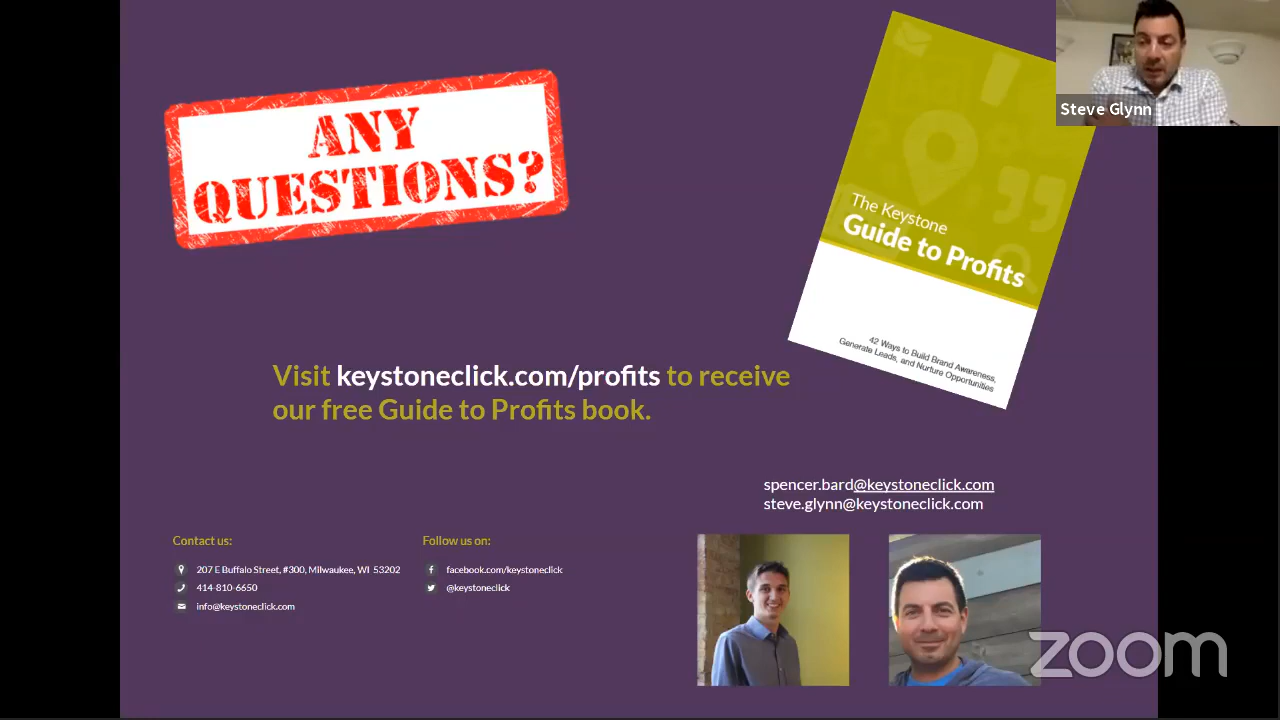 Steve Glynn
ANY
QUESTIONS?
The Keystone
Guide to Profits
42 Ways to Build Brand Awareness,
Generate Leads, and Nurture Opportunities
Visit keystoneclick.com/profits to receive
our free Guide to Profits book.
spencer.bard@keystoneclick.com
steve.glynn@keystoneclick.com
Contact us:
207 E Buffalo Street, #300, Milwaukee, WI 53202
414-810-6650
info@keystoneclick.com
Follow us on:
facebook.com/keystoneclick
@keystoneclick
zoom